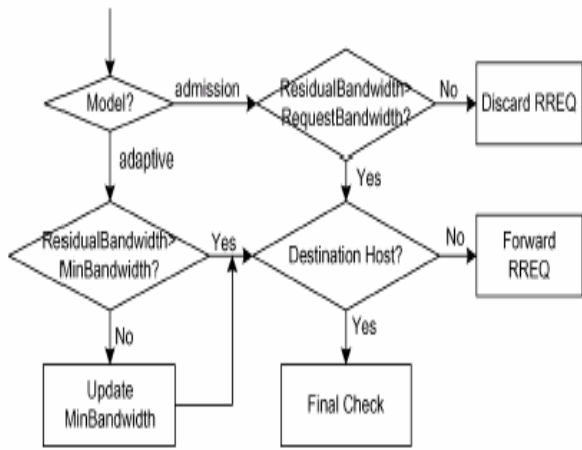 Model?
admission
ResidualBandwidth>
RequestBandwidth?
No
Discard RREQ
adaptive
Yes
ResidualBandwidth>
MinBandwidth?
Yes
Destination Host?
No
Forward
RREQ
No
Yes
Update
MinBandwidth
Final Check